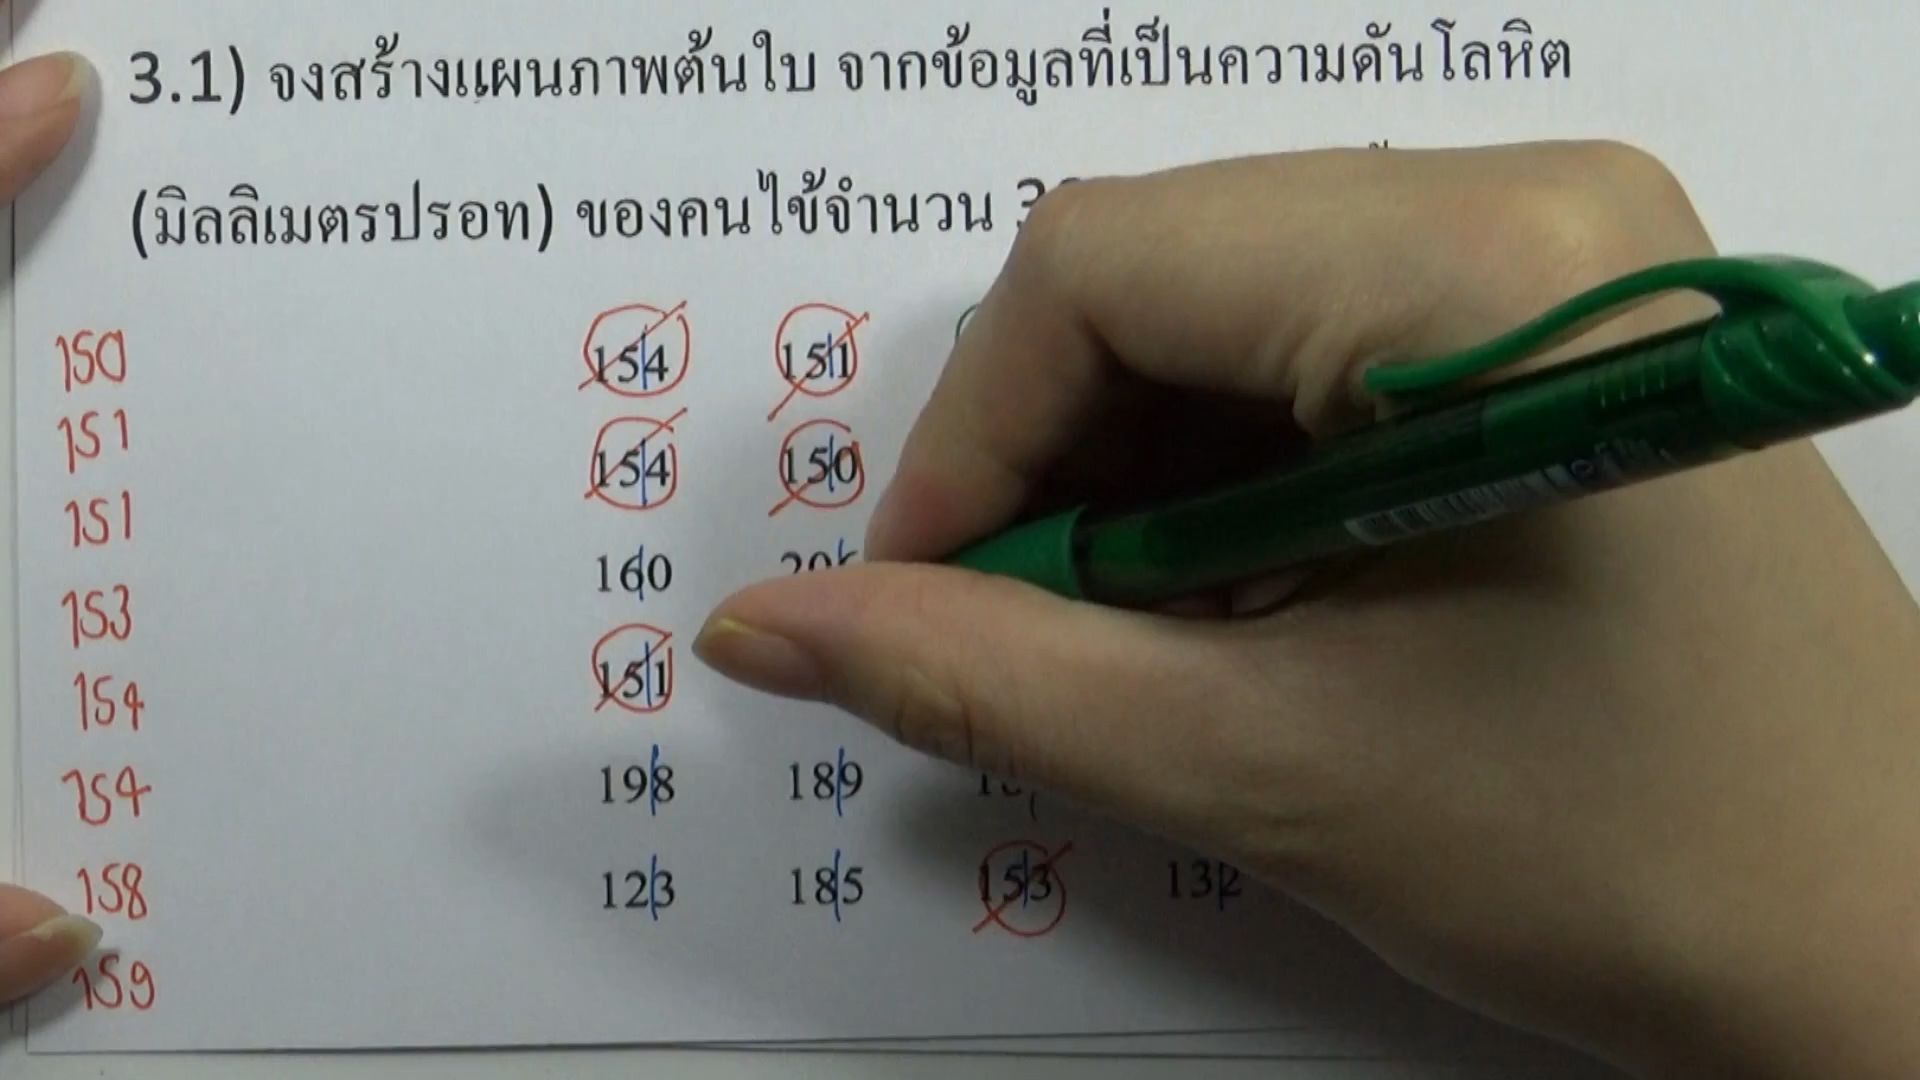 3.1) จงสร้างแผนภาพต้นใบ จากข้อมูลที่เป็นความดันโลหิต
(มิลลิเมตรปรอท) ของคนไข้จำนวน
150 154 151
151 154 150
151 160
153 151
154
154 198 189
158 123 185 153 132
159